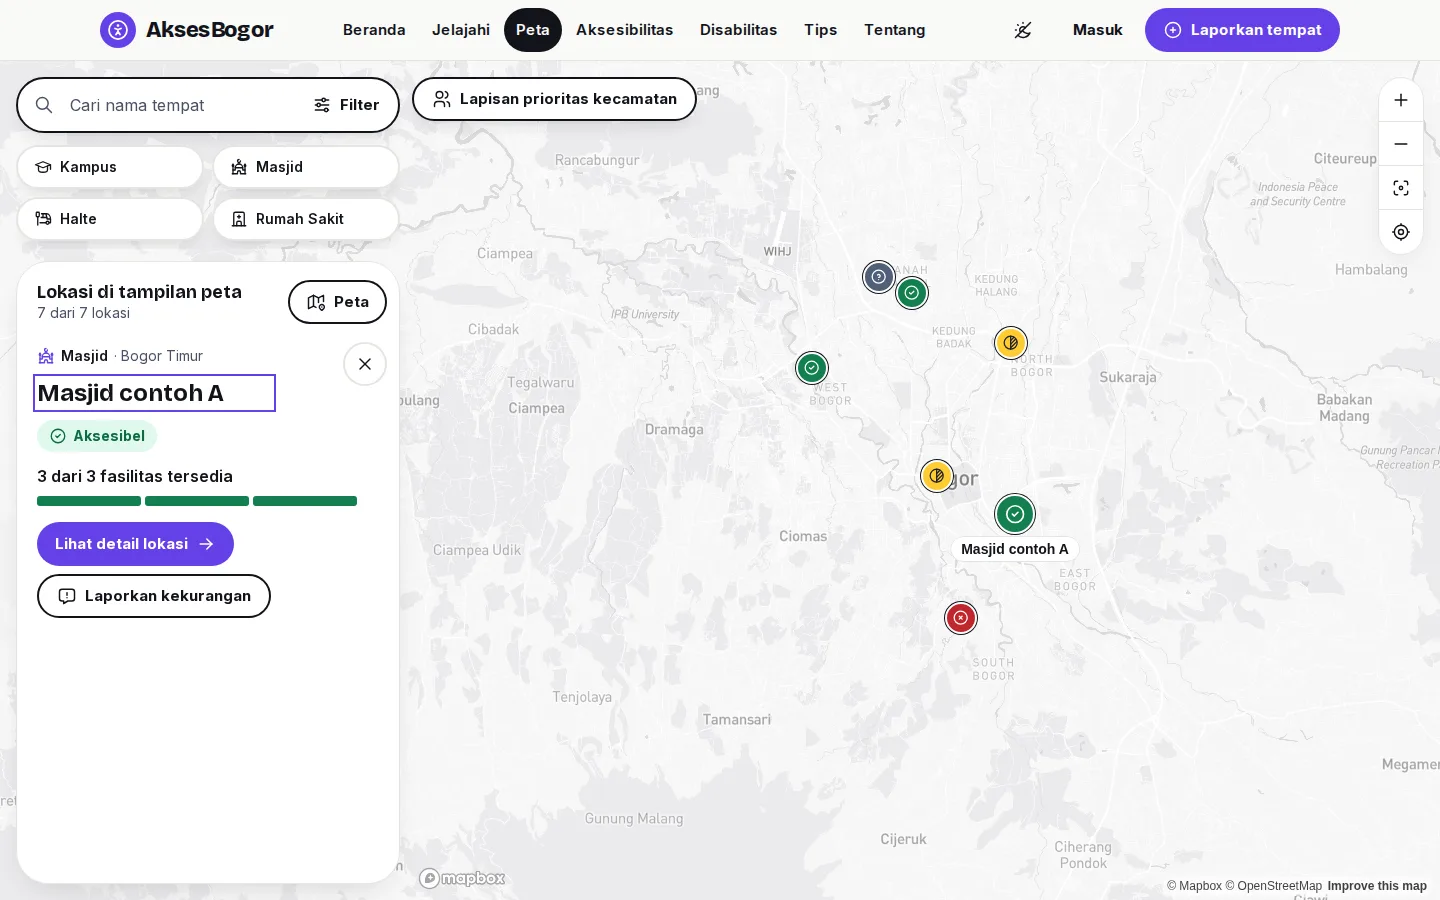 AksesBogor
Beranda
Jelajahi
Peta
Aksesibilitas
Disabilitas
Tips
Tentang
Masuk
Laporkan tempat
Cari nama tempat
Filter
Lapisan prioritas kecamatan
Kampus
Masjid
Halte
Rumah Sakit
Lokasi di tampilan peta
7 dari 7 lokasi
Peta
Masjid · Bogor Timur
Masjid contoh A
Aksesibel
3 dari 3 fasilitas tersedia
Lihat detail lokasi
Laporkan kekurangan
Rancabungur
Citeureup
Indonesia Peace
and Security Centre
WIHJ
Ciampea
Hambalang
KEDUNG
HALANG
IPB University
Cibadak
KEDUNG
BADAK
NORTH
BOGOR
WEST
BOGOR
Tegalwaru
Sukaraja
Ciampea
Babakan
Madang
Dramaga
Gunung Pancar
Recreation
Ciomas
Masjid contoh A
Ciampea Udik
EAST
BOGOR
SOUTH
BOGOR
Tenjolaya
Tamansari
Gunung Malang
Cijeruk
Ciherang
Pondok
mapbox
© Mapbox © OpenStreetMap Improve this map